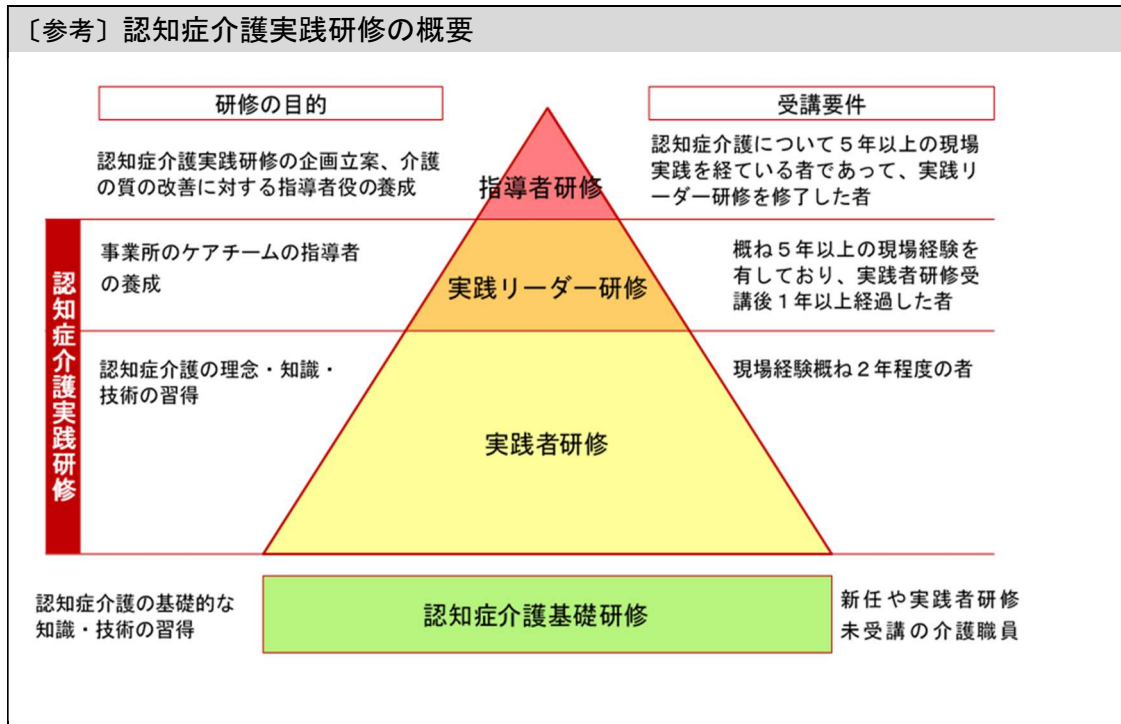 〔参考〕認知症介護実践研修の概要
研修の目的
受講要件
認知症介護実践研修の企画立案、介護
の質の改善に対する指導者役の養成
指導者研修
認知症介護について５年以上の現場
実践を経ている者であって、実践リ
ーダー研修を修了した者
認知症介護実践研修
事業所のケアチームの指導者
の養成
実践リーダー研修
概ね５年以上の現場経験を
有しており、実践者研修受
講後１年以上経過した者
認知症介護の理念・知識・
技術の習得
実践者研修
現場経験概ね２年程度の者
認知症介護の基礎的な
知識・技術の習得
認知症介護基礎研修
新任や実践者研修
未受講の介護職員